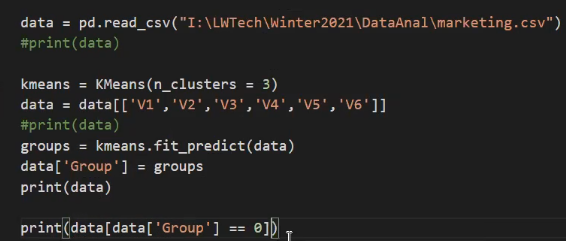 data = pd.read_csv("I:\LWTech\Winter2021\DataAnal\marketing.csv")
#print(data)
kmeans = KMeans(n_clusters = 3)
data = data[['V1','V2','V3','V4','V5','V6']]
#print(data)
groups = kmeans.fit_predict(data)
data['Group'] = groups
print(data)
print(data[data['Group'] == 0])